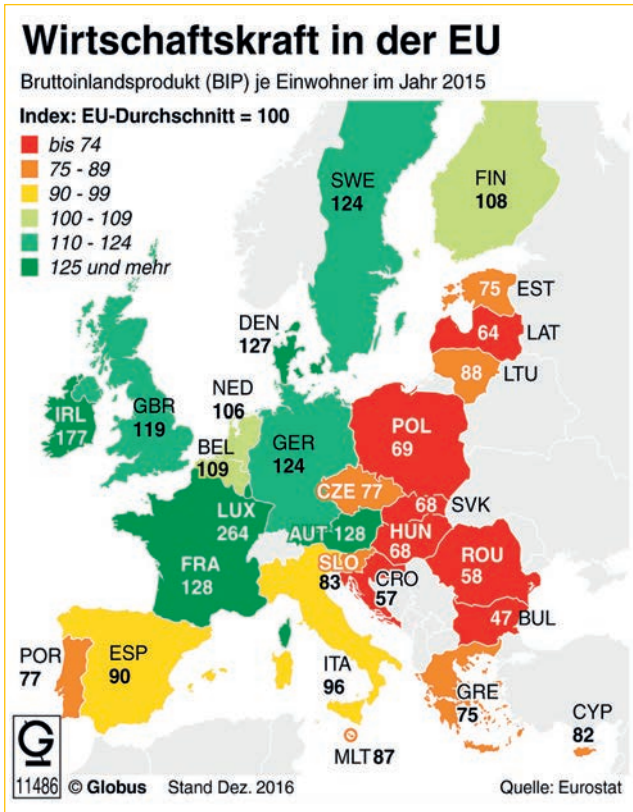 Wirtschaftskraft in der EU
Bruttoinlandsprodukt (BIP) je Einwohner im Jahr 2015
Index: EU-Durchschnitt = 100
bis 74
75 - 89
90 - 99
100 - 109
110 - 124
125 und mehr
SWE
124
FIN
108
75 EST
64 LAT
88 LTU
DEN
127
NED
106
IRL
177
GBR
119
BEL
109
GER
124
POL
69
CZE 77
68 SVK
LUX
264
AUT 128
HUN
68
ROU
58
FRA
128
SLO
83
CRO
57
47 BUL
POR
77
ESP
90
ITA
96
GRE
75
CYP
82
MLT 87
G
11486 © Globus Stand Dez. 2016 Quelle: Eurostat